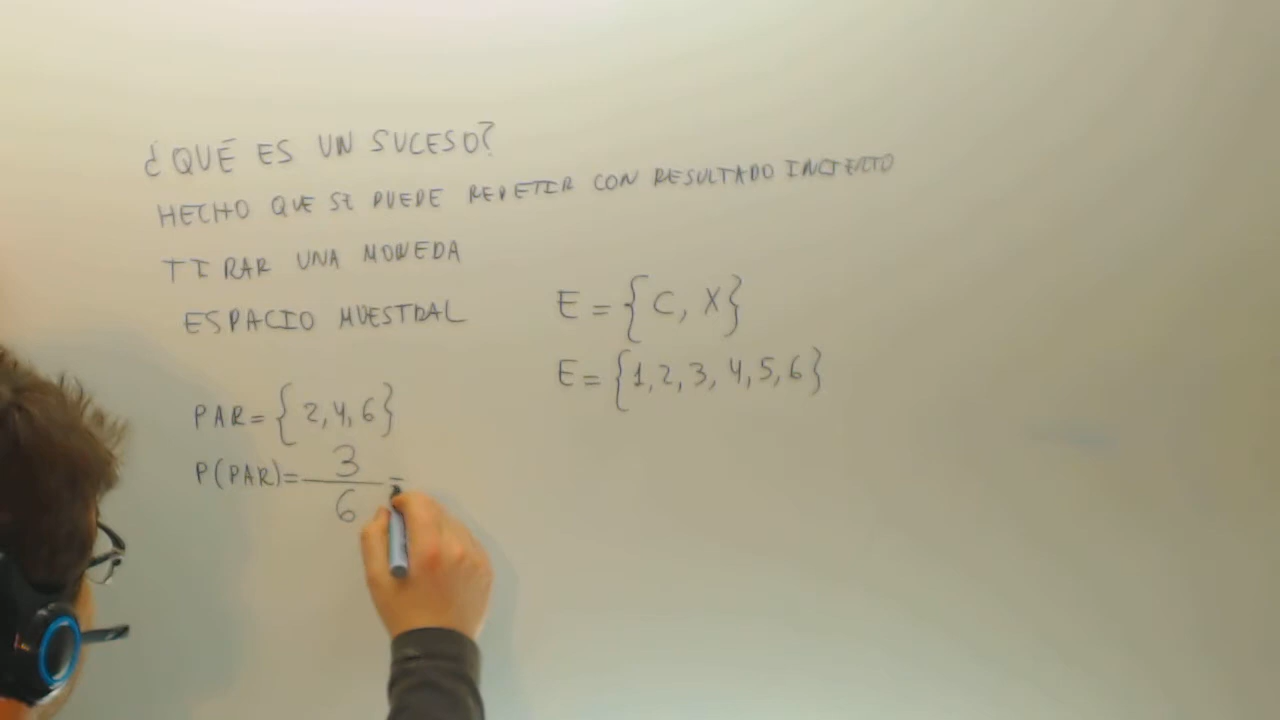 ¿QUÉ ES UN SUCESO?
HECHO QUE SE PUEDE REPETIR CON RESULTADO INCIERTO
TIRAR UNA MONEDA
ESPACIO MUESTRAL E = {C, X}
E = {1, 2, 3, 4, 5, 6}
PAR = {2, 4, 6}
P(PAR) = 3/6 =